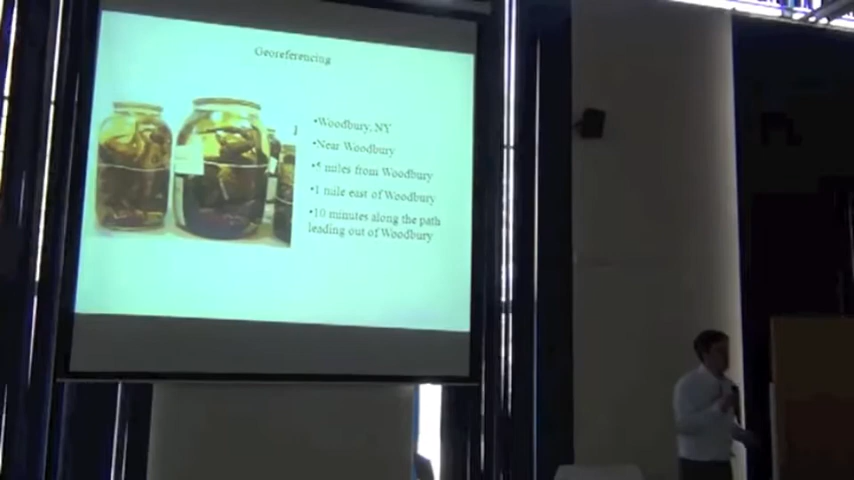 Georeferencing
•Woodbury, NY
•Near Woodbury
•5 miles from Woodbury
•1 mile east of Woodbury
•10 minutes along the path
leading out of Woodbury